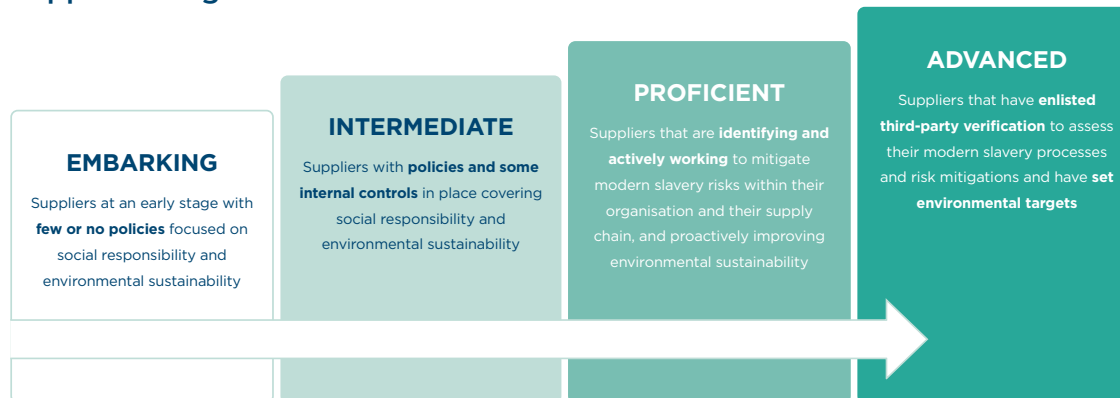 EMBARKING
Suppliers at an early stage with
few or no policies focused on
social responsibility and
environmental sustainability
INTERMEDIATE
Suppliers with policies and some
internal controls in place covering
social responsibility and
environmental sustainability
PROFICIENT
Suppliers that are identifying and
actively working to mitigate
modern slavery risks within their
organisation and their supply
chain, and proactively improving
environmental sustainability
ADVANCED
Suppliers that have enlisted
third-party verification to assess
their modern slavery processes
and risk mitigations and have set
environmental targets